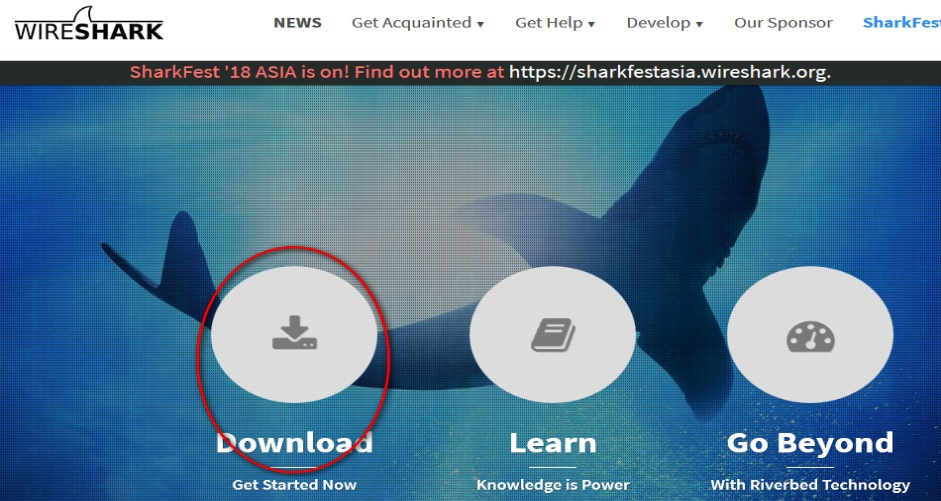 WIRESHARK
NEWS Get Acquainted Get Help Develop Our Sponsor SharkFest
SharkFest '18 ASIA is on! Find out more at https://sharkfestasia.wireshark.org.
Download Learn Go Beyond
Get Started Now Knowledge is Power With Riverbed Technology